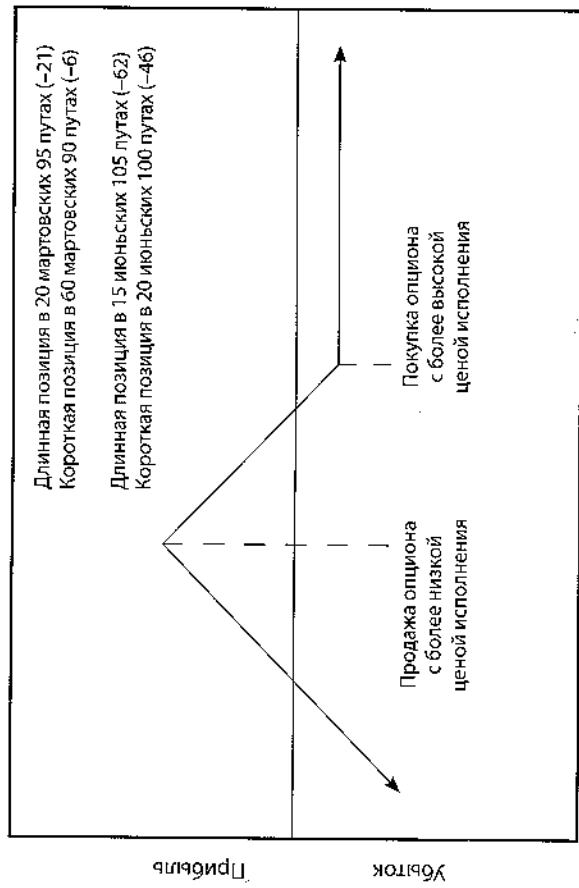 Длинная позиция в 20 мартовских 95 путах (–21)
Короткая позиция в 60 мартовских 90 путах (–6)
Длинная позиция в 15 июньских 105 путах (–62)
Короткая позиция в 20 июньских 100 путах (–46)
Прибыль
Убыток
Продажа опциона
с более низкой
ценой исполнения
Покупка опциона
с более высокой
ценой исполнения